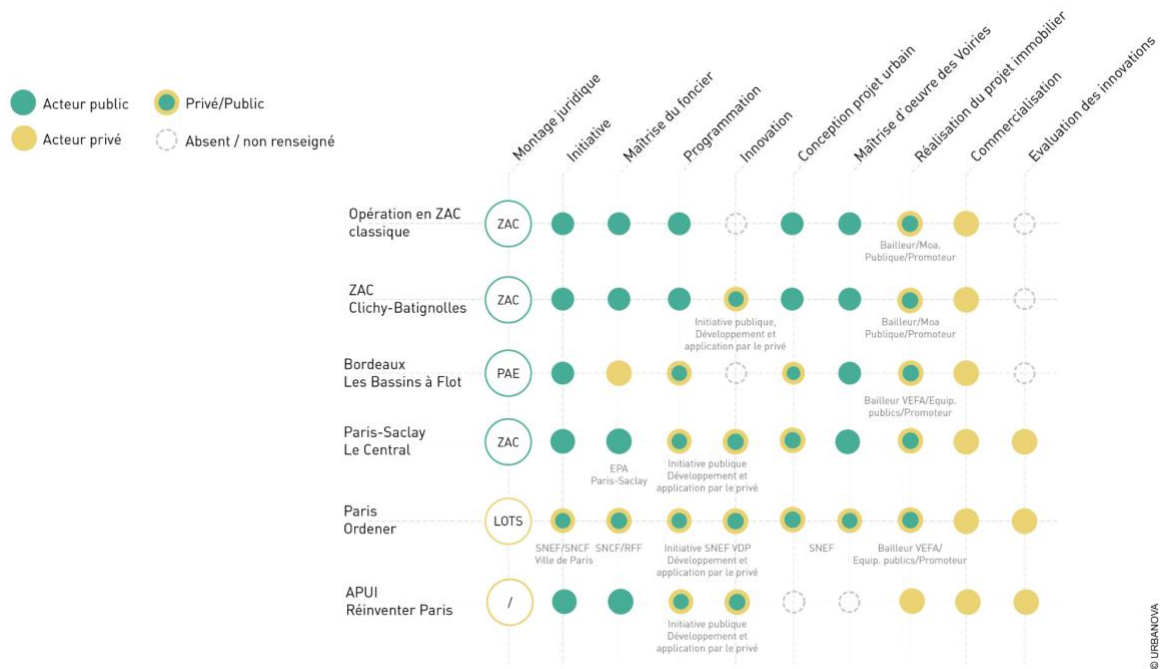 Acteur public
Privé/Public
Acteur privé
Absent / non renseigné
Montage juridique
Initiative
Maîtrise du foncier
Programmation
Innovation
Conception projet urbain
Maîtrise d'oeuvre des Voiries
Réalisation du projet immobilier
Commercialisation
Evaluation des innovations
Opération en ZAC
classique
ZAC
Bailleur/Moa.
Publique/Promoteur
ZAC
Clichy-Batignolles
ZAC
Initiative publique,
Développement et
application par le privé
Bailleur/Moa
Publique/Promoteur
Bordeaux
Les Bassins à Flot
PAE
Bailleur VEFA/Equip.
publics/Promoteur
Paris-Saclay
Le Central
ZAC
EPA
Paris-Saclay
Initiative publique
Développement et
application par le privé
Paris
Ordener
LOTS
SNEF/SNCF
Ville de Paris
SNCF/RFF
Initiative SNEF VDP
Développement et
application par le privé
SNEF
Bailleur VEFA/
Equip. publics/Promoteur
APUI
Réinventer Paris
/
Initiative publique
Développement et
application par le privé
© URBANOVA